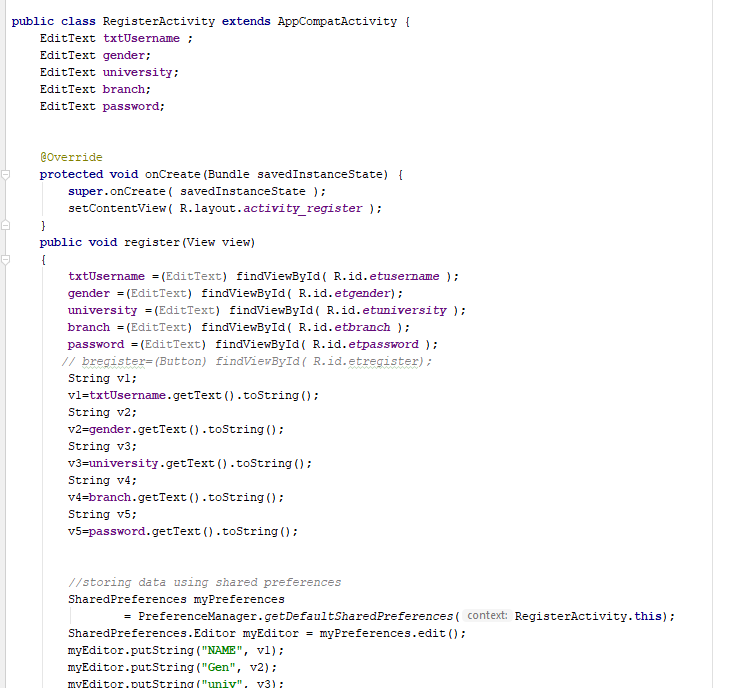 public class RegisterActivity extends AppCompatActivity {
    EditText txtUsername ;
    EditText gender;
    EditText university;
    EditText branch;
    EditText password;
    @Override
    protected void onCreate(Bundle savedInstanceState) {
        super.onCreate( savedInstanceState );
        setContentView( R.layout.activity_register );
    }
    public void register(View view)
    {
        txtUsername =(EditText) findViewById( R.id.etusername );
        gender =(EditText) findViewById( R.id.etgender);
        university =(EditText) findViewById( R.id.etuniversity );
        branch =(EditText) findViewById( R.id.etbranch );
        password =(EditText) findViewById( R.id.etpassword );
       // bregister=(Button) findViewById( R.id.etregister);
        String v1;
        v1=txtUsername.getText().toString();
        String v2;
        v2=gender.getText().toString();
        String v3;
        v3=university.getText().toString();
        String v4;
        v4=branch.getText().toString();
        String v5;
        v5=password.getText().toString();
        //storing data using shared preferences
        SharedPreferences myPreferences
                = PreferenceManager.getDefaultSharedPreferences( context: RegisterActivity.this);
        SharedPreferences.Editor myEditor = myPreferences.edit();
        myEditor.putString("NAME", v1);
        myEditor.putString("Gen", v2);
        myEditor.putString("univ", v3);